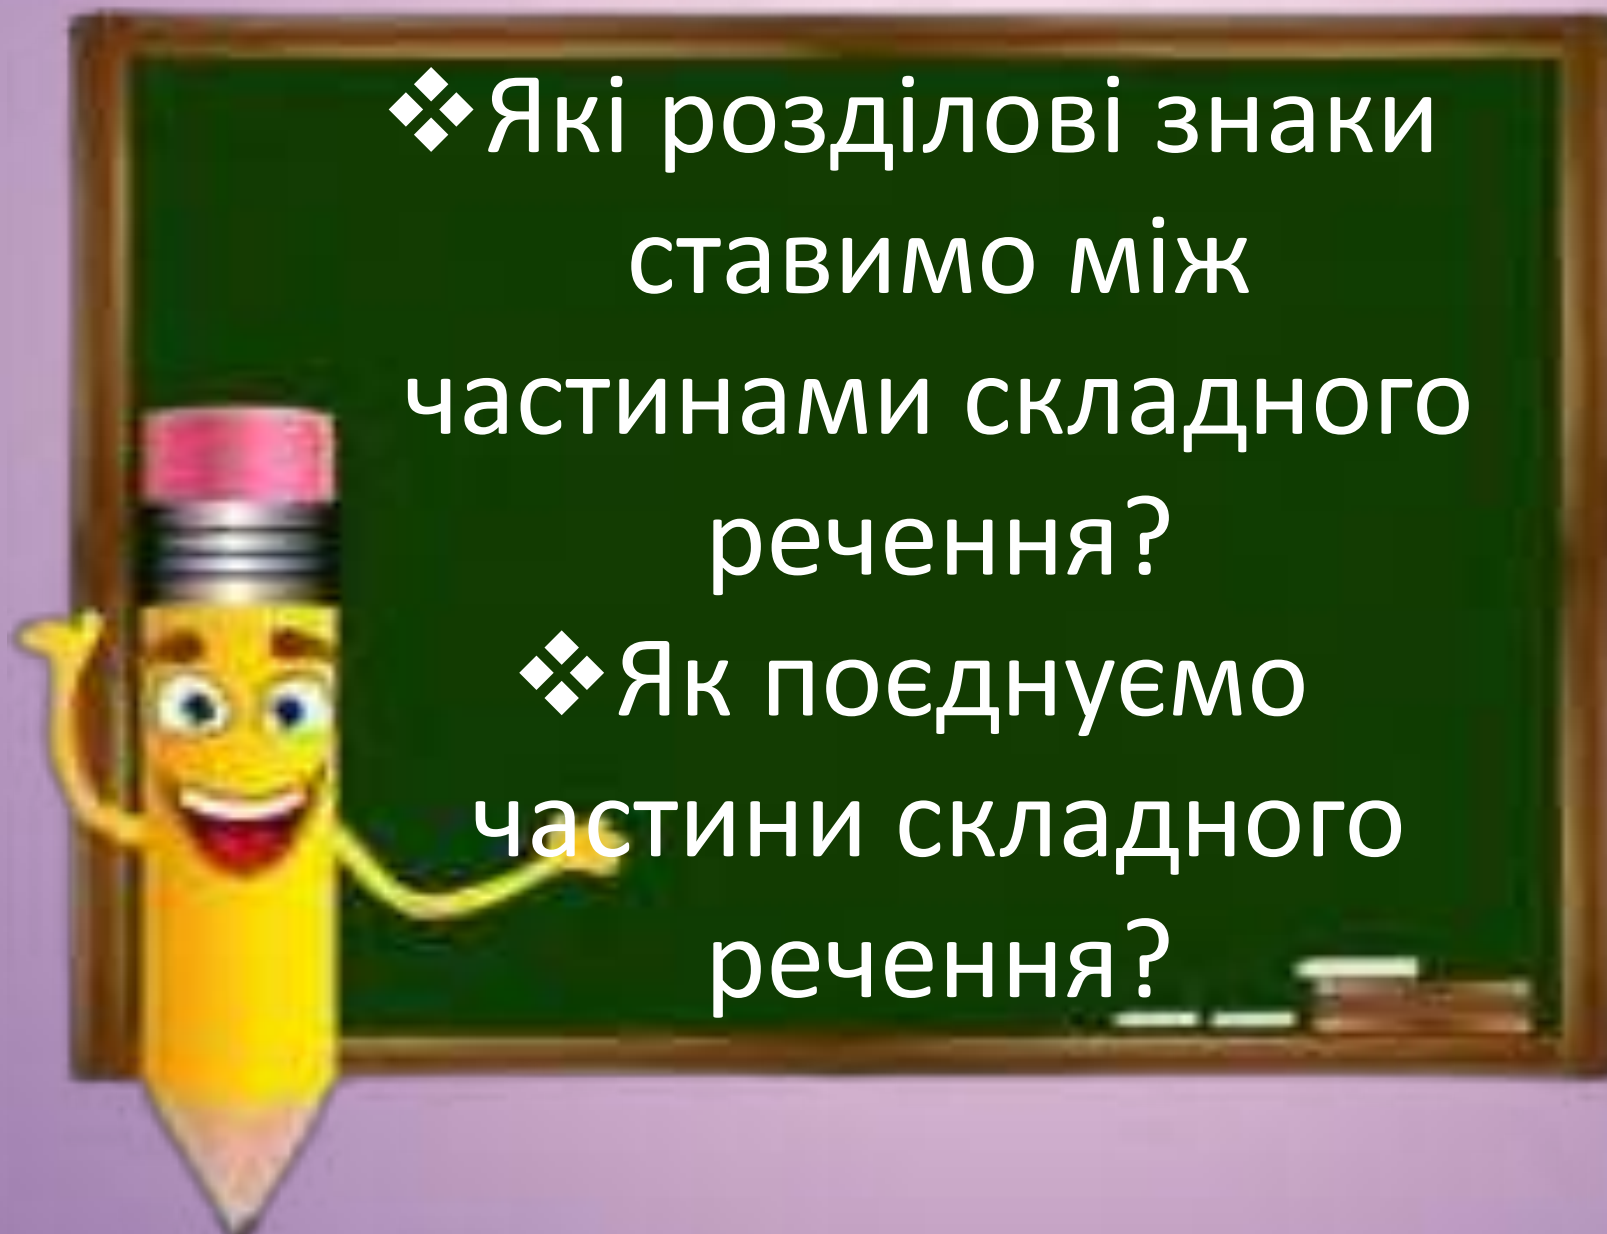 ❖Які розділові знаки
ставимо між
частинами складного
речення?
❖Як поєднуємо
частини складного
речення?